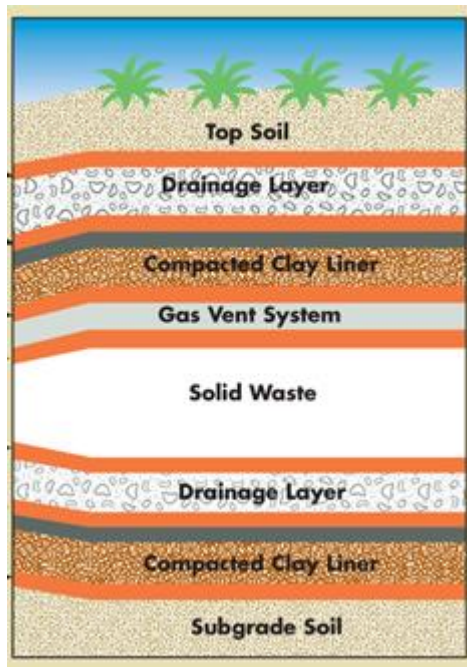 Top Soil
Drainage Layer
Compacted Clay Liner
Gas Vent System
Solid Waste
Drainage Layer
Compacted Clay Liner
Subgrade Soil